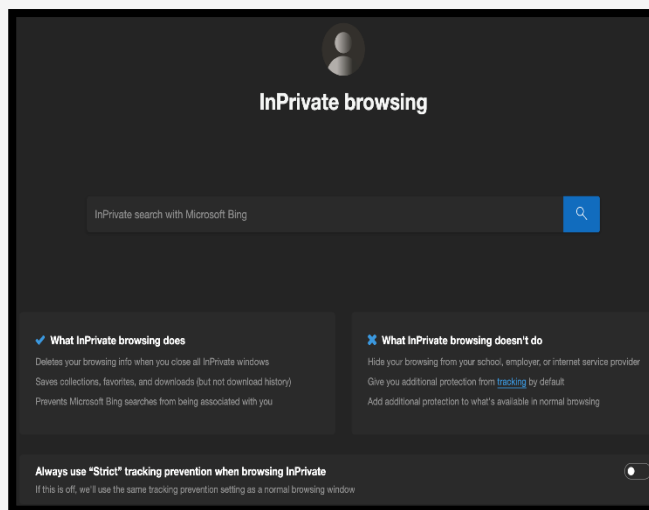 InPrivate browsing
InPrivate search with Microsoft Bing
What InPrivate browsing does
Deletes your browsing info when you close all InPrivate windows
Saves collections, favorites, and downloads (but not download history)
Prevents Microsoft Bing searches from being associated with you
What InPrivate browsing doesn't do
Hide your browsing from your school, employer, or internet service provider
Give you additional protection from tracking by default
Add additional protection to what's available in normal browsing
Always use “Strict” tracking prevention when browsing InPrivate
If this is off, we'll use the same tracking prevention setting as a normal browsing window